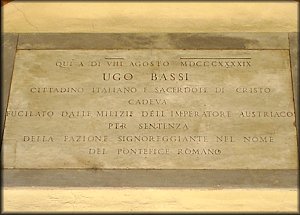 QUI A DI VIII AGOSTO MDCCCXXXXIX
UGO BASSI
CITTADINO ITALIANO E SACERDOTE DI CRISTO
CADEVA
FUCILATO DALLE MILIZIE DELL IMPERATORE AUSTRIACO
PER SENTENZA
DELLA FAZIONE SIGNOREGGIANTE NEL NOME
DEL PONTEFICE ROMANO